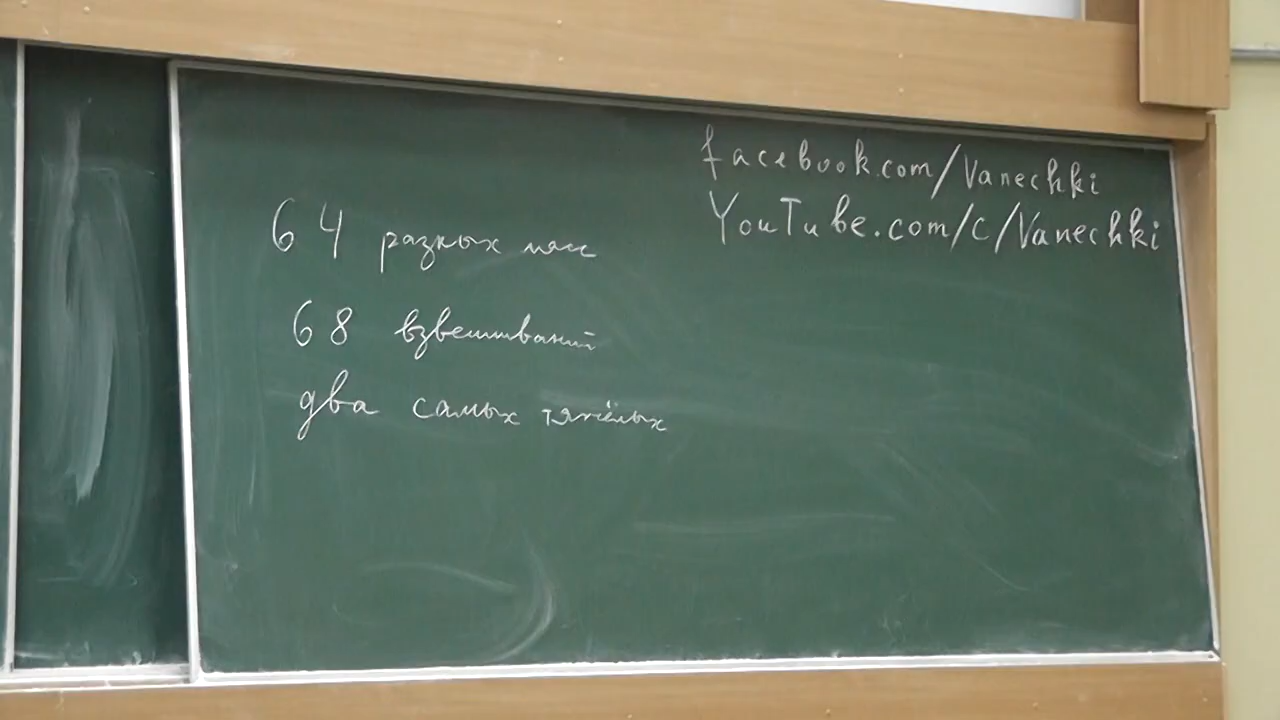 facebook.com/Vanechki
YouTube.com/c/Vanechki
64 разных масс
68 взвешиваний
два самых тяжёлых